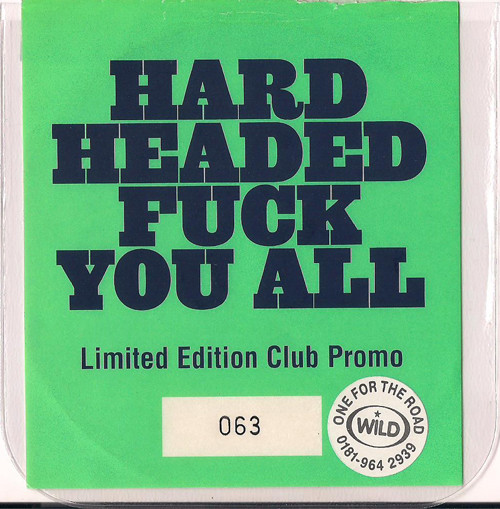 HARD
HEADED
FUCK
YOU ALL
Limited Edition Club Promo
063
ONE FOR THE ROAD
WILD
0181-964 2939